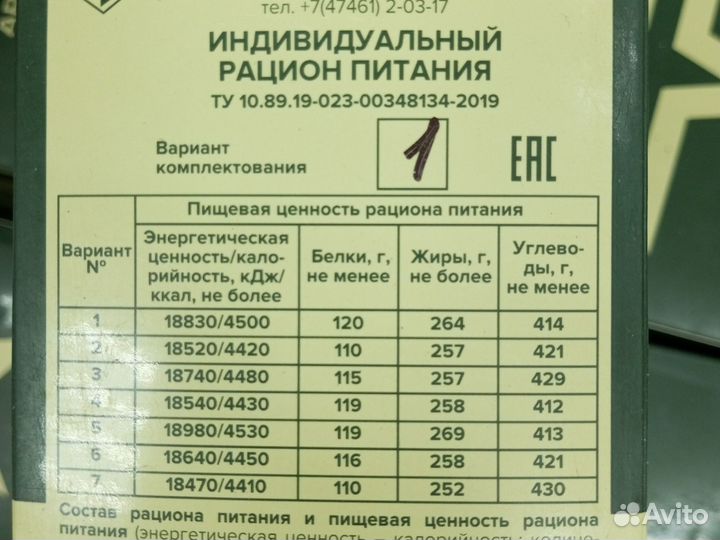 тел. +7(47461) 2-03-17
ИНДИВИДУАЛЬНЫЙ
РАЦИОН ПИТАНИЯ
ТУ 10.89.19-023-00348134-2019
Вариант
комплектования
1
EAC
Пищевая ценность рациона питания
Вариант
№
Энергетическая
ценность/кало-
рийность, кДж/
ккал, не более
Белки, г,
не менее
Жиры, г,
не более
Углево-
ды, г,
не менее
1 18830/4500 120 264 414
2 18520/4420 110 257 421
3 18740/4480 115 257 429
4 18540/4430 119 258 412
5 18980/4530 119 269 413
6 18640/4450 116 258 421
7 18470/4410 110 252 430
Состав рациона питания и пищевая ценность рациона
питания (энергетическая ценность – калорийность; количе-
Avito